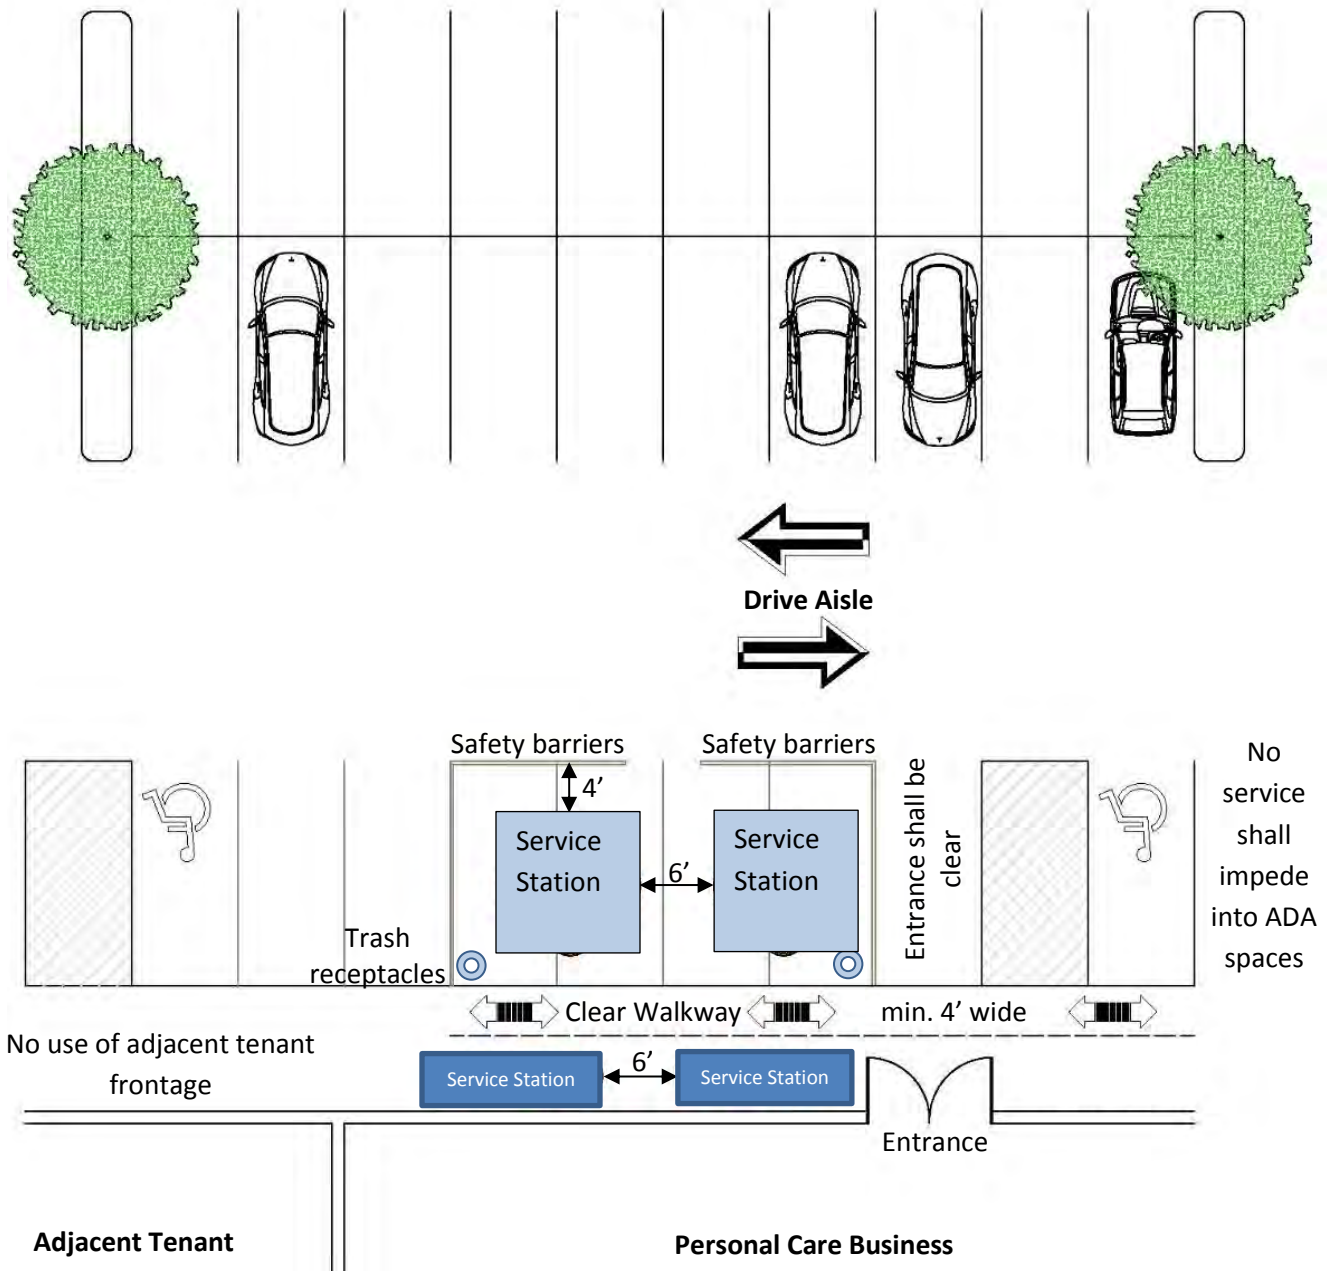 Drive Aisle
Safety barriers
Safety barriers
4’
Service
Station
6’
Service
Station
Entrance shall be
clear
No
service
shall
impede
into ADA
spaces
Trash
receptacles
Clear Walkway
min. 4’ wide
No use of adjacent tenant
frontage
Service Station
6’
Service Station
Entrance
Adjacent Tenant
Personal Care Business